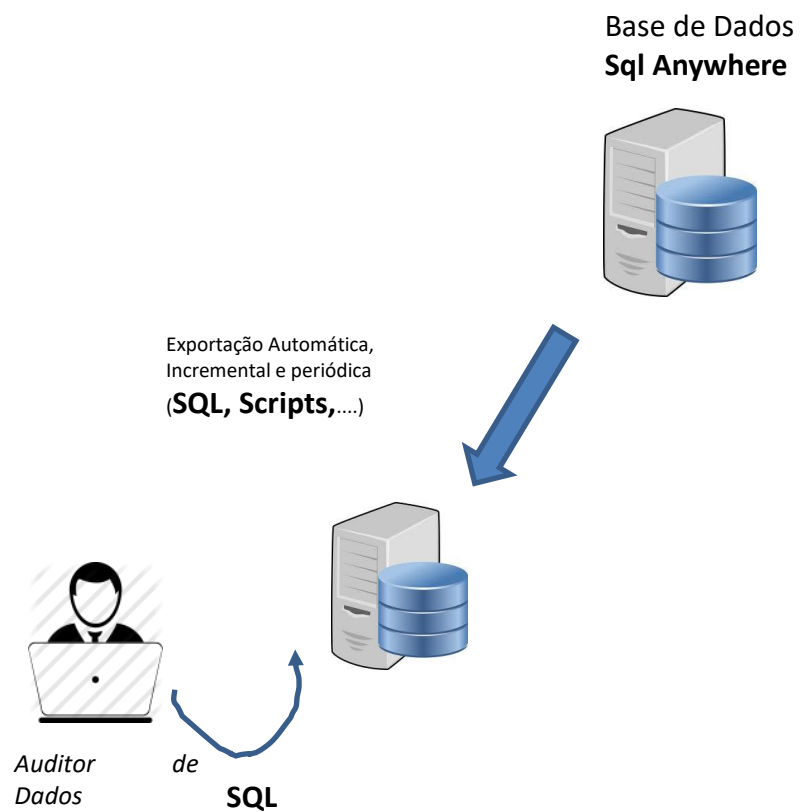 Base de Dados
Sql Anywhere
Exportação Automática,
Incremental e periódica
(SQL, Scripts,....)
Auditor de
Dados
SQL